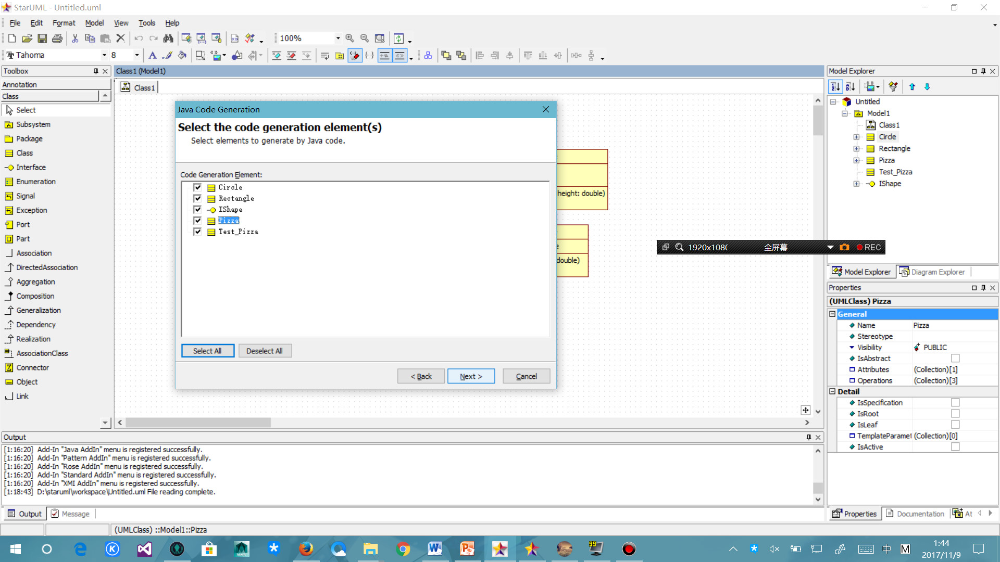 StarUML - Untitled.uml
File Edit Format Model View Tools Help
100%
Tahoma 8
Toolbox
Annotation
Class
Select
Subsystem
Package
Class
Interface
Enumeration
Signal
Exception
Port
Part
Association
DirectedAssociation
Aggregation
Composition
Generalization
Dependency
Realization
AssociationClass
Connector
Object
Link
Class1 (Model1)
Class1
Java Code Generation
Select the code generation element(s)
Select elements to generate by Java code.
Code Generation Element:
Circle
Rectangle
IShape
Pizza
Test_Pizza
Select All Deselect All
< Back Next > Cancel
height: double)
double)
1920x1080 全屏幕 REC
Model Explorer
Untitled
Model1
Class1
Circle
Rectangle
Pizza
Test_Pizza
IShape
Model Explorer Diagram Explorer
Properties
(UMLClass) Pizza
General
Name Pizza
Stereotype
Visibility PUBLIC
IsAbstract
Attributes (Collection)[1]
Operations (Collection)[3]
Detail
IsSpecification
IsRoot
IsLeaf
TemplateParamet (Collection)[0]
IsActive
Properties Documentation At
Output
[1:16:20] Add-In "Java AddIn" menu is registered successfully.
[1:16:20] Add-In "Pattern AddIn" menu is registered successfully.
[1:16:20] Add-In "Rose AddIn" menu is registered successfully.
[1:16:20] Add-In "Standard AddIn" menu is registered successfully.
[1:16:20] Add-In "XMI AddIn" menu is registered successfully.
[1:18:43] D:\staruml\workspace\Untitled.uml File reading complete.
Output Message
(UMLClass) ::Model1::Pizza
中 M
1:44
2017/11/9